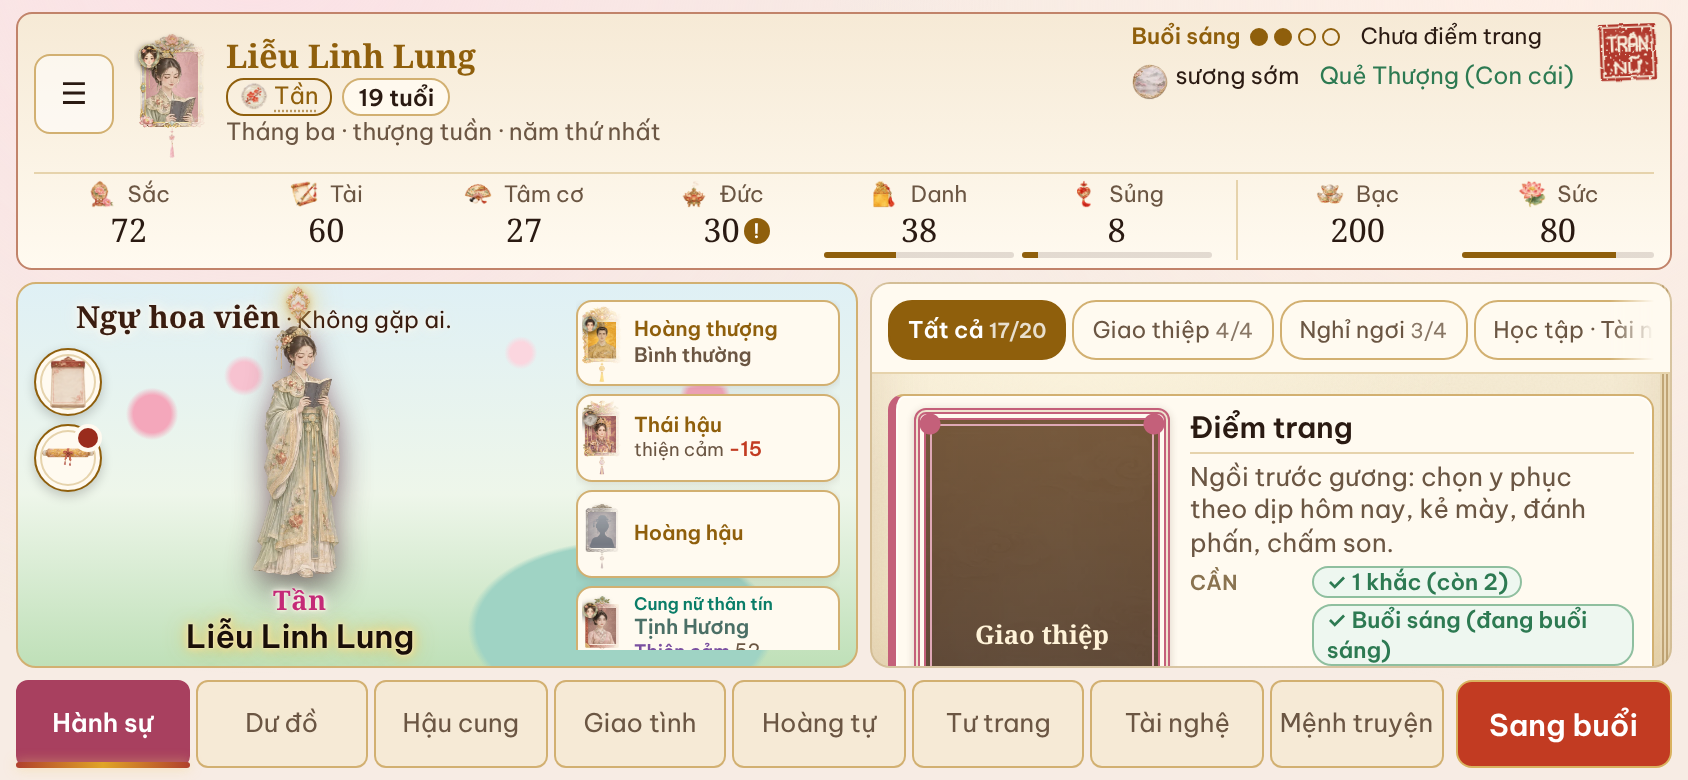 Liễu Linh Lung
Tần
19 tuổi
Tháng ba · thượng tuần · năm thứ nhất
Buổi sáng
Chưa điểm trang
sương sớm
Quẻ Thượng (Con cái)
TRẦN NỮ
Sắc
72
Tài
60
Tâm cơ
27
Đức
30 !
Danh
38
Sủng
8
Bạc
200
Sức
80
Ngự hoa viên · Không gặp ai.
Tần
Liễu Linh Lung
Hoàng thượng
Bình thường
Thái hậu
thiện cảm -15
Hoàng hậu
Cung nữ thân tín
Tịnh Hương
Thiện cảm 52
Tất cả 17/20
Giao thiệp 4/4
Nghỉ ngơi 3/4
Học tập · Tài n
Giao thiệp
Điểm trang
Ngồi trước gương: chọn y phục
theo dịp hôm nay, kẻ mày, đánh
phấn, chấm son.
CẦN
✓ 1 khắc (còn 2)
✓ Buổi sáng (đang buổi
sáng)
Hành sự
Dư đồ
Hậu cung
Giao tình
Hoàng tự
Tư trang
Tài nghệ
Mệnh truyện
Sang buổi